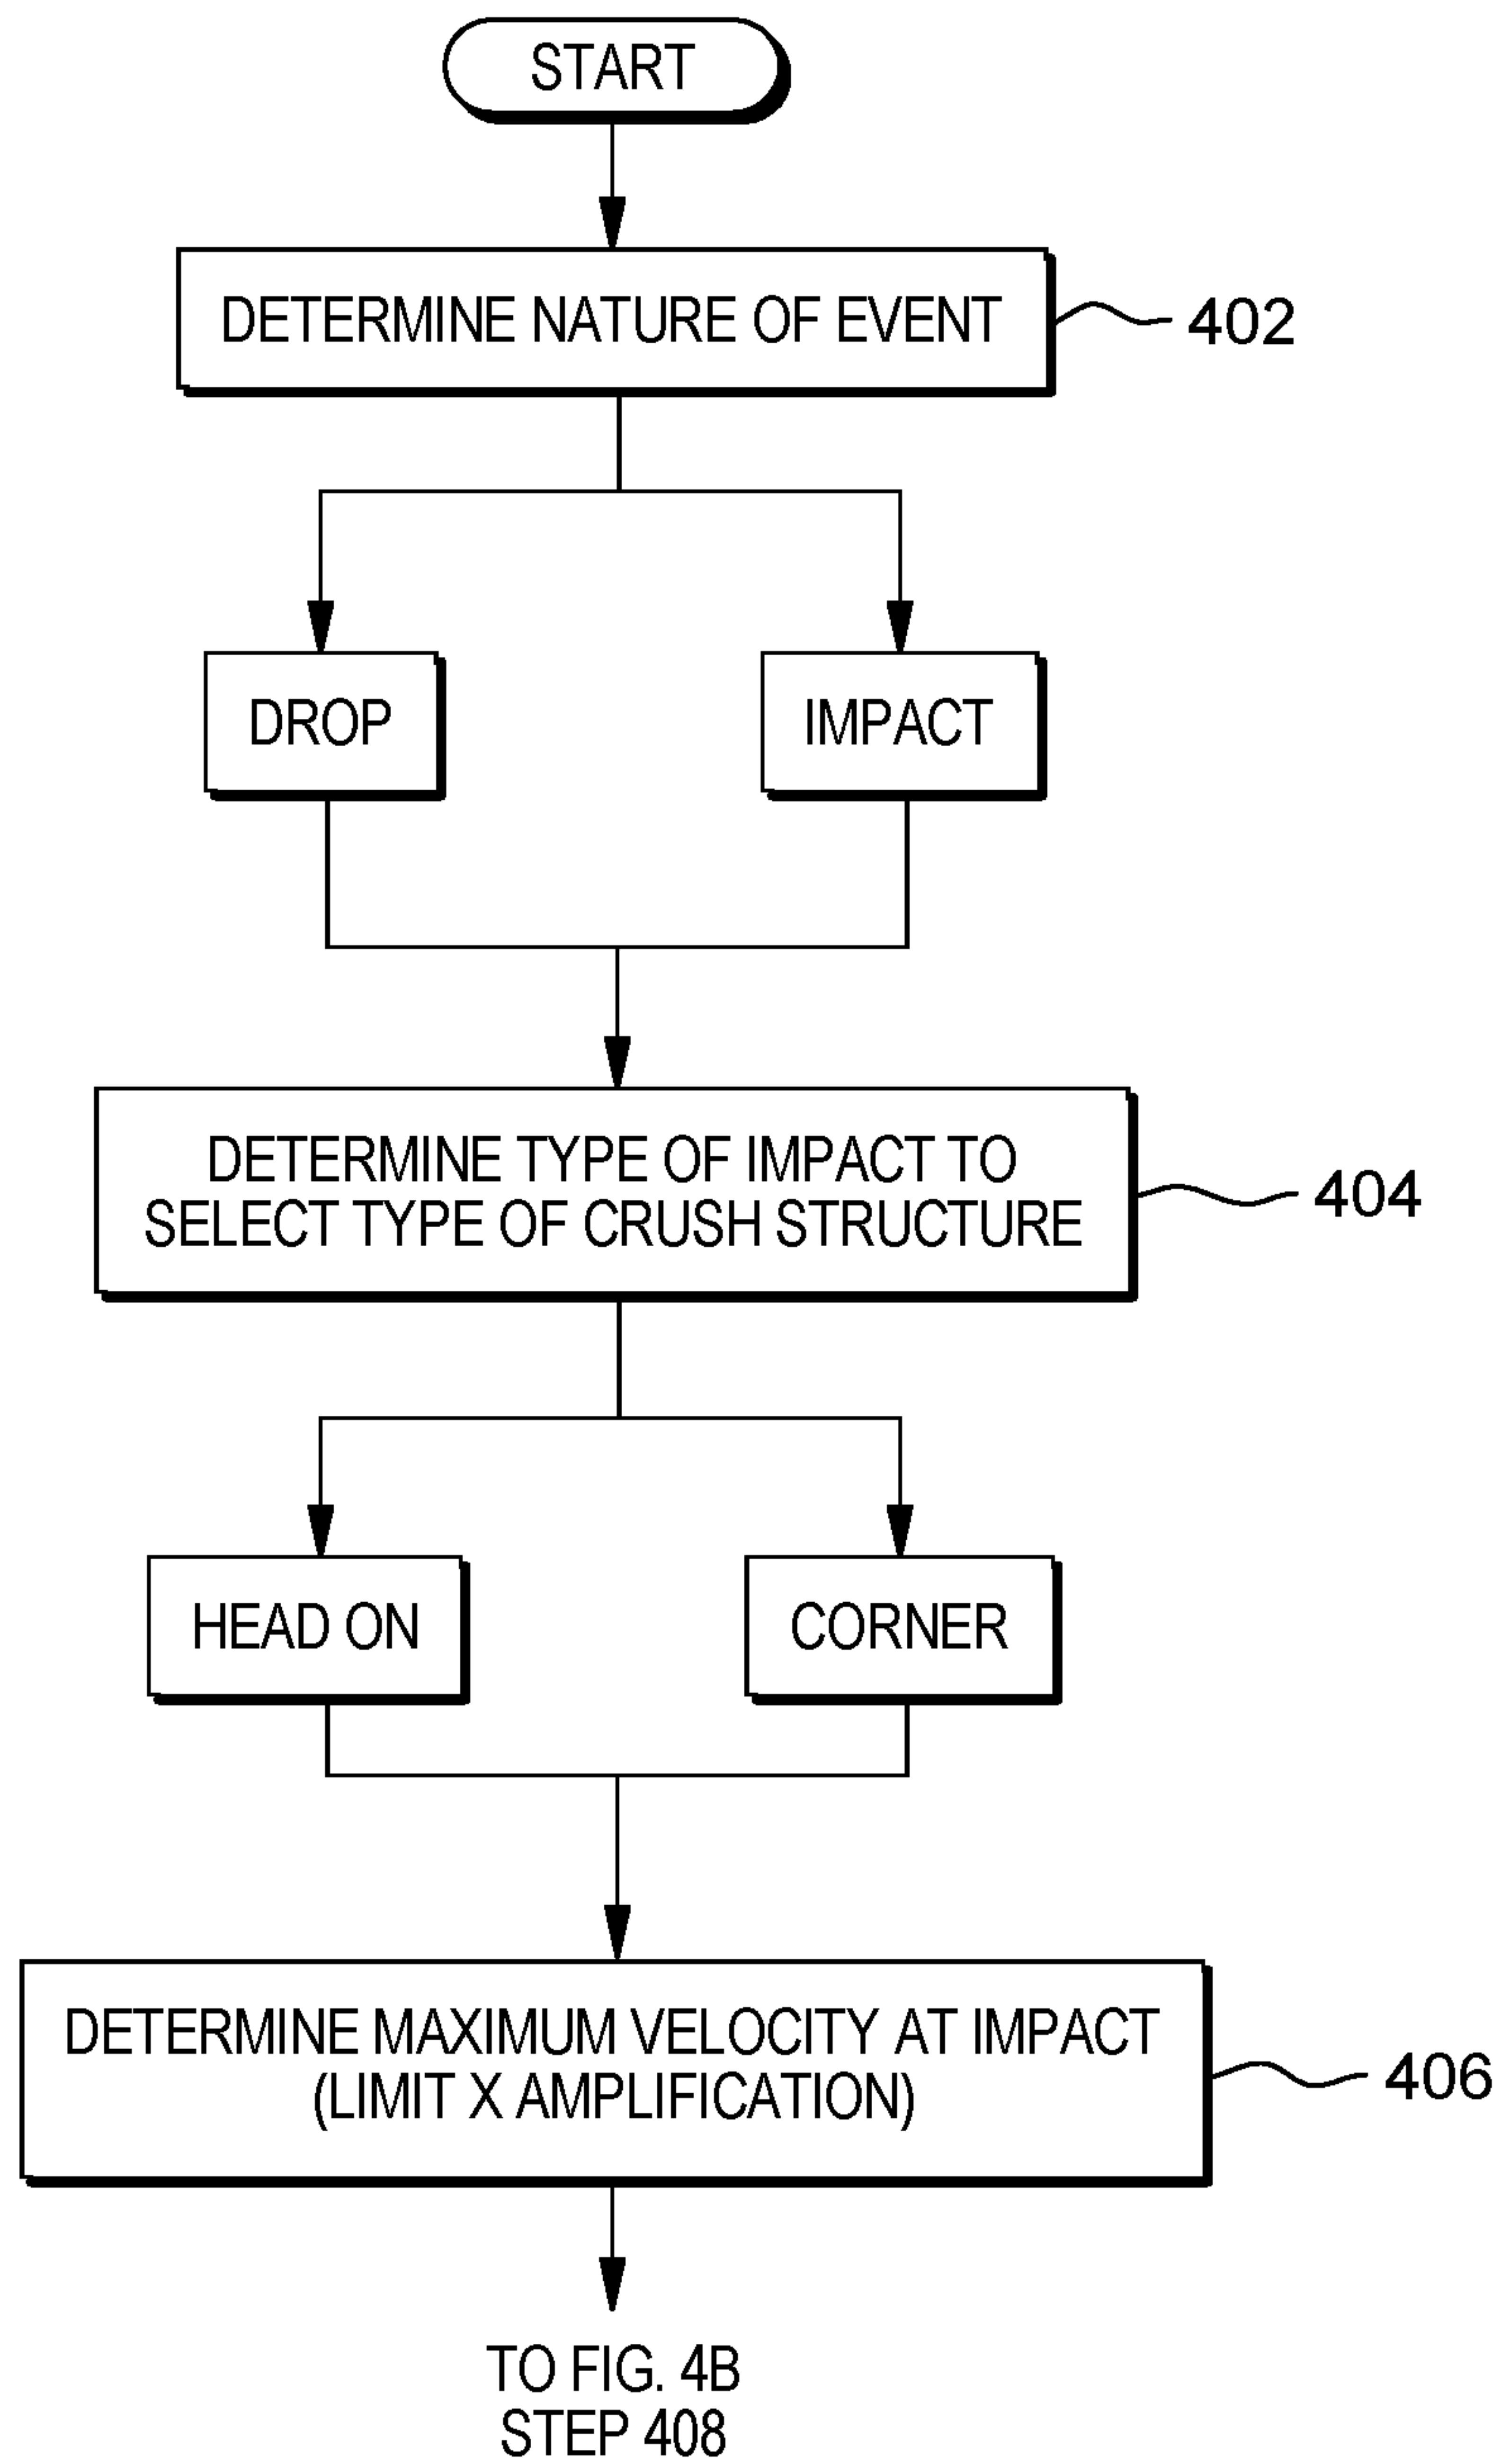 START
DETERMINE NATURE OF EVENT
402
DROP
IMPACT
DETERMINE TYPE OF IMPACT TO
SELECT TYPE OF CRUSH STRUCTURE
404
HEAD ON
CORNER
DETERMINE MAXIMUM VELOCITY AT IMPACT
(LIMIT X AMPLIFICATION)
406
TO FIG. 4B
STEP 408